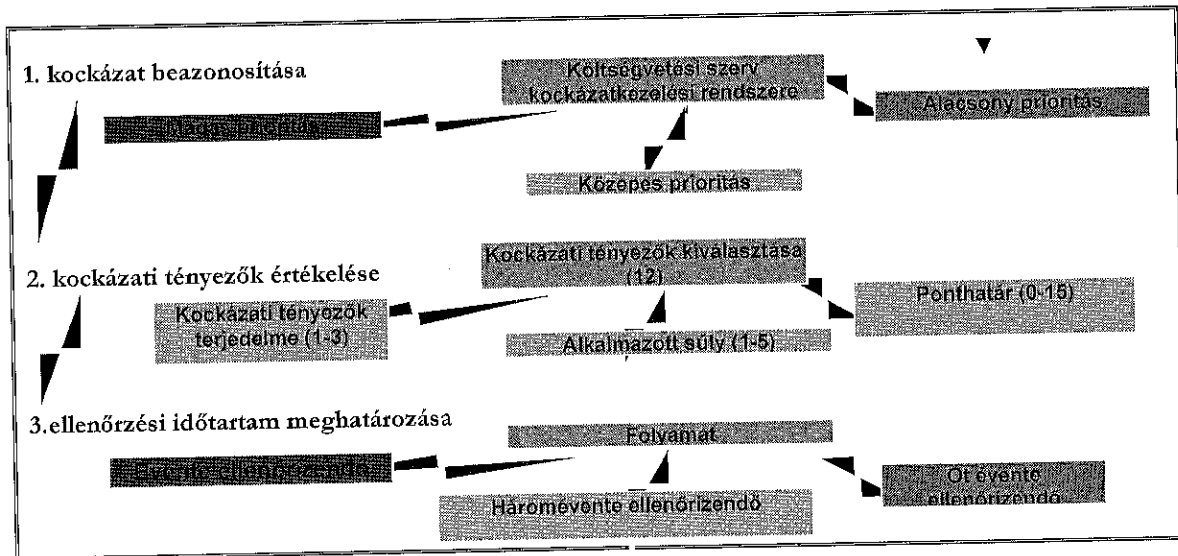 1. kockázat beazonosítása
Költségvetési szerv
kockázatkezelési rendszere
Magas prioritás
Alacsony prioritás
Közepes prioritás
2. kockázati tényezők értékelése
Kockázati tényezők kiválasztása
(12)
Kockázati tényezők
terjedelme (1-3)
Ponthatár (0-15)
Alkalmazott súly (1-5)
3.ellenőrzési időtartam meghatározása
Folyamat
Évente ellenőrizendő
Háromévente ellenőrizendő
Öt évente
ellenőrizendő